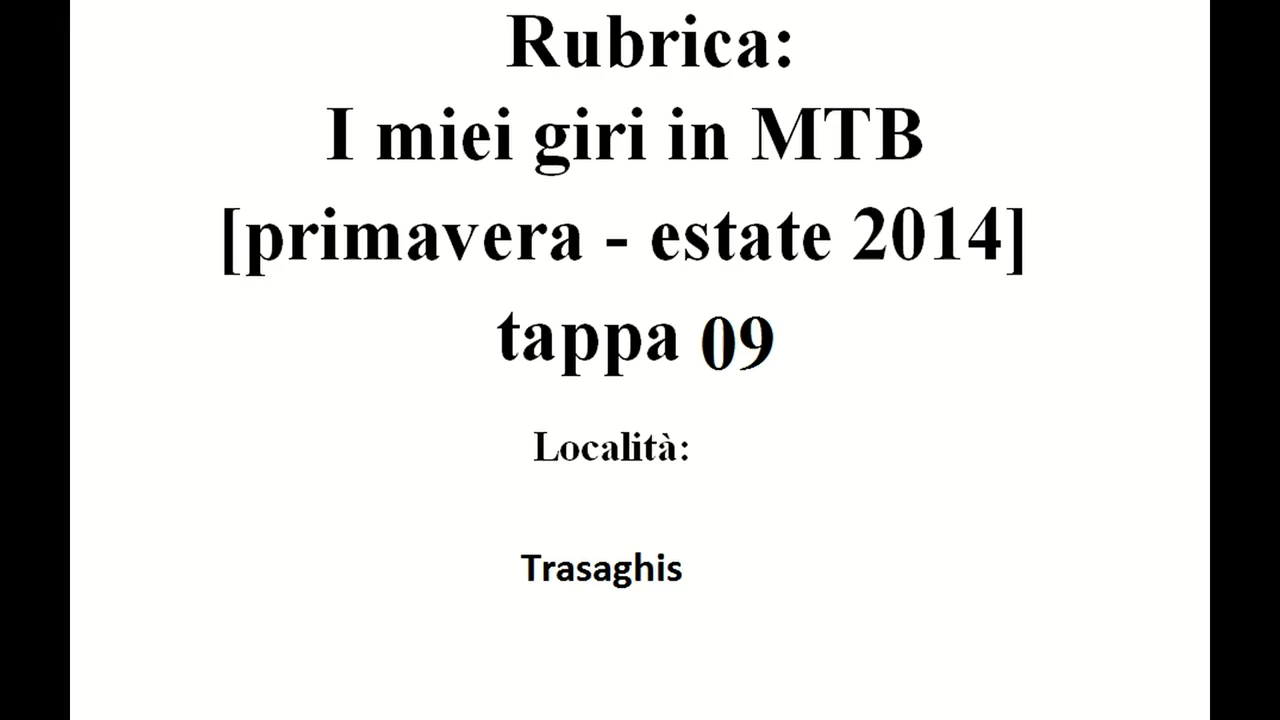 Rubrica:
I miei giri in MTB
[primavera - estate 2014]
tappa 09
Località:
Trasaghis